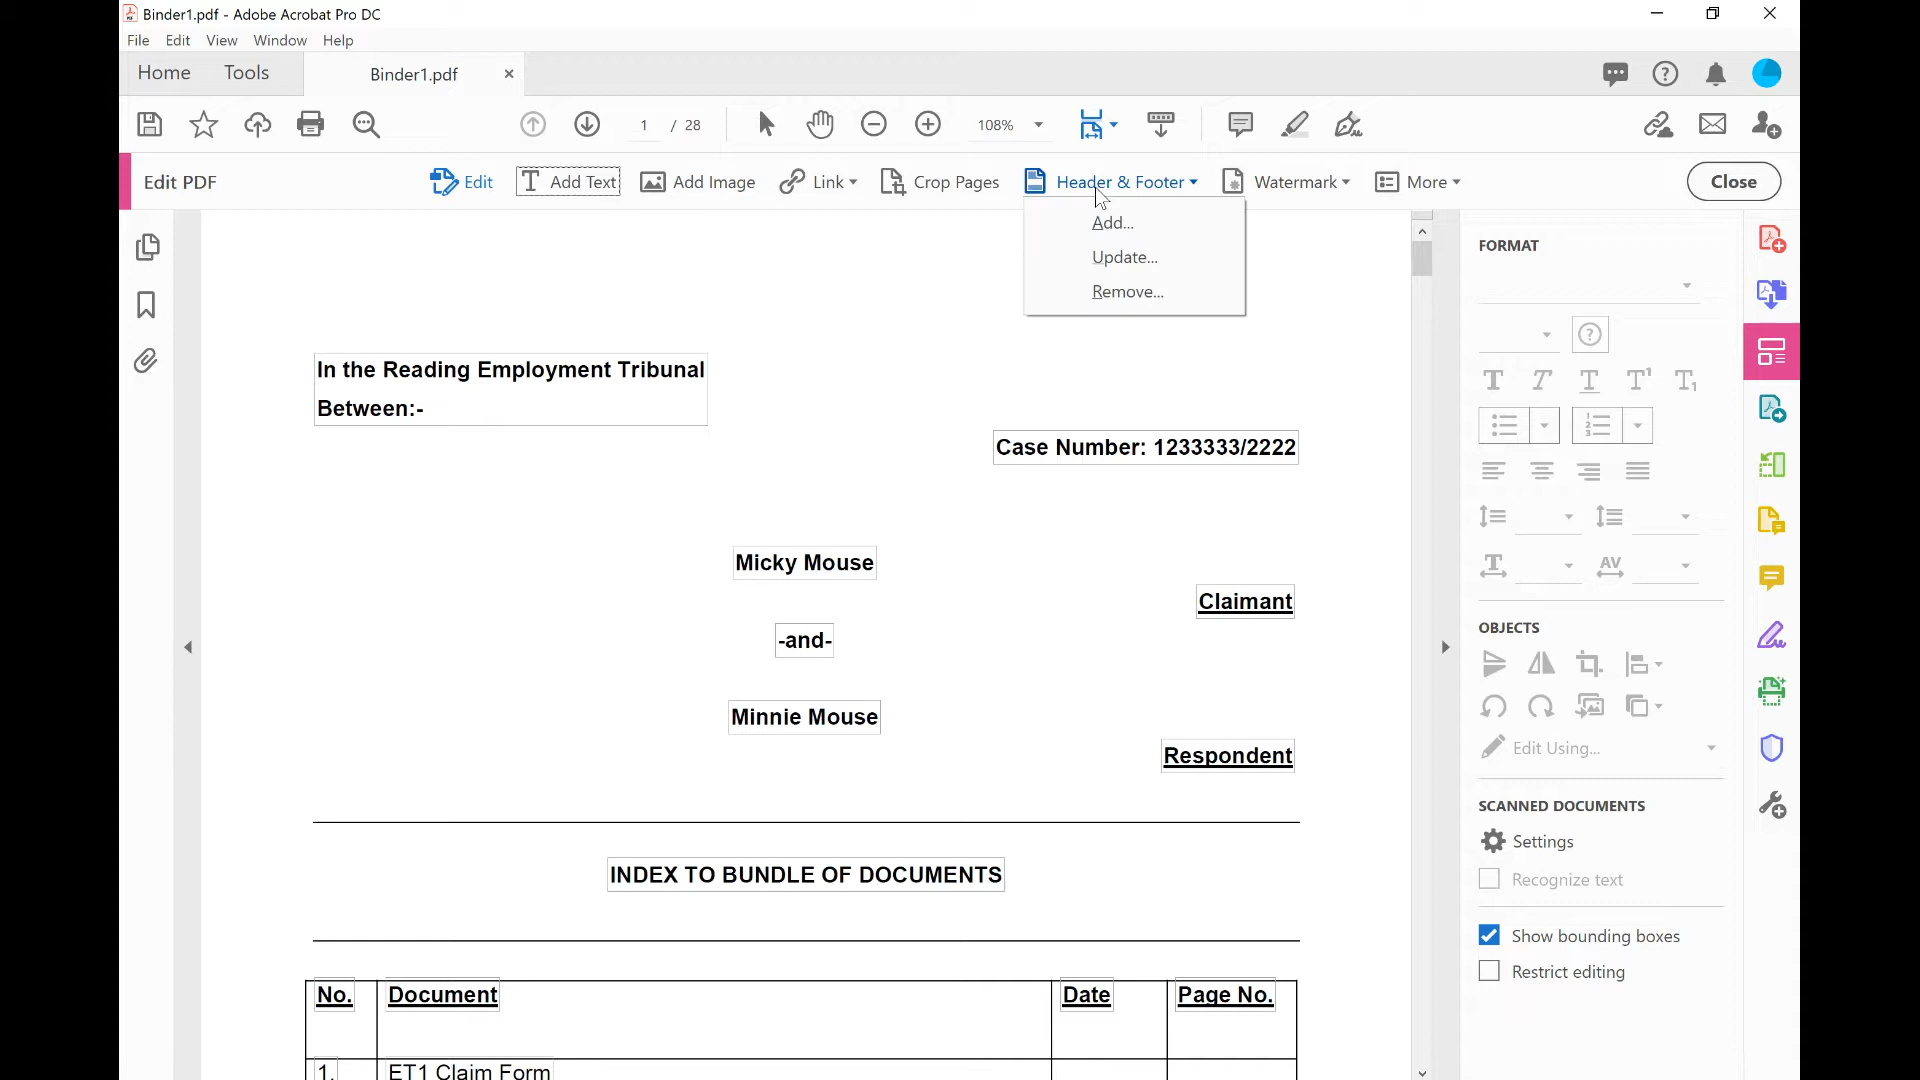 Binder1.pdf - Adobe Acrobat Pro DC
File Edit View Window Help
Home Tools Binder1.pdf
1 / 28 108%
Edit PDF Edit Add Text Add Image Link Crop Pages Header & Footer Watermark More Close
Add...
Update...
Remove...
In the Reading Employment Tribunal
Between:-
Case Number: 1233333/2222
Micky Mouse
Claimant
-and-
Minnie Mouse
Respondent
INDEX TO BUNDLE OF DOCUMENTS
No. Document Date Page No.
1. ET1 Claim Form
FORMAT
OBJECTS
Edit Using...
SCANNED DOCUMENTS
Settings
Recognize text
Show bounding boxes
Restrict editing